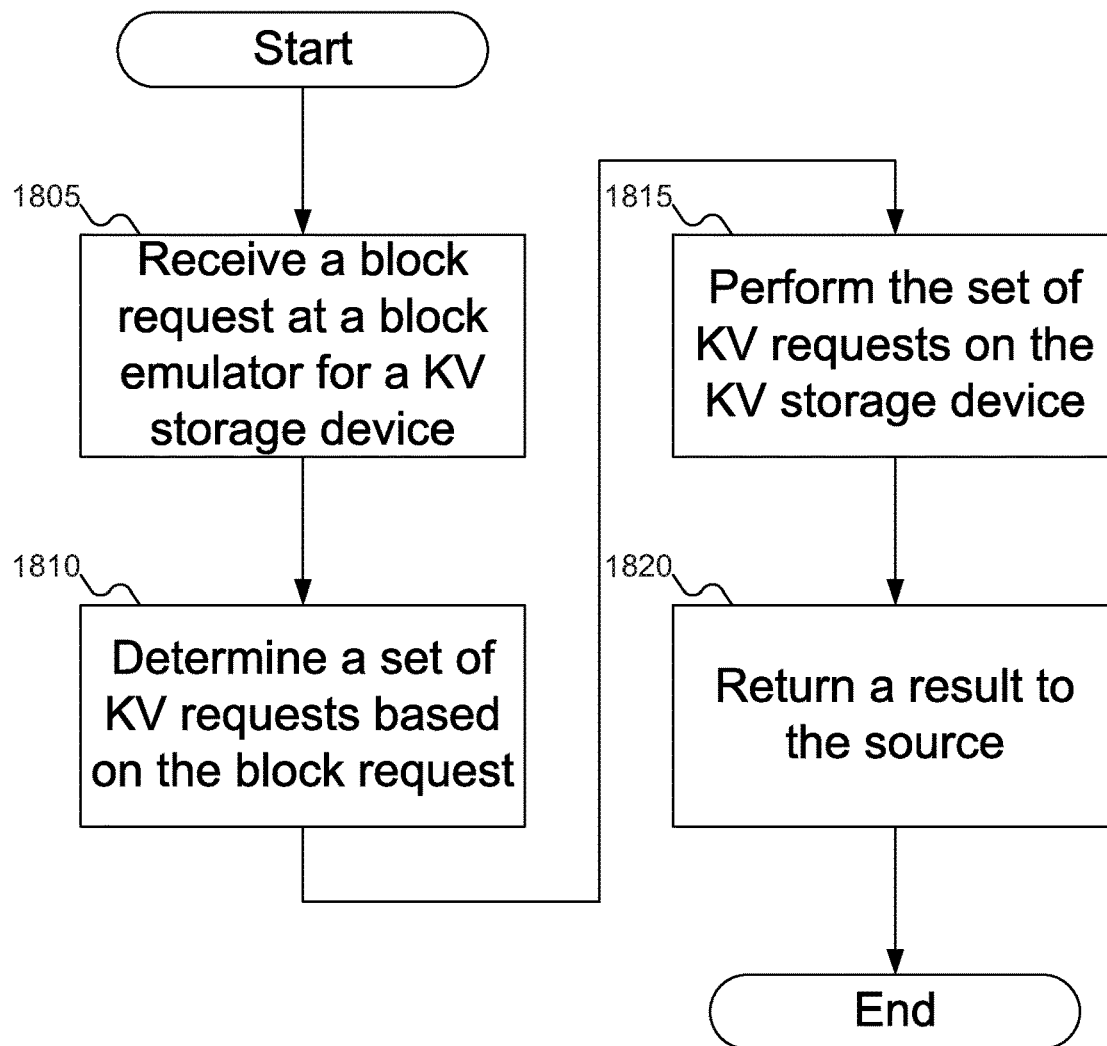 Start
1805
Receive a block
request at a block
emulator for a KV
storage device
1810
Determine a set of
KV requests based
on the block request
1815
Perform the set of
KV requests on the
KV storage device
1820
Return a result to
the source
End